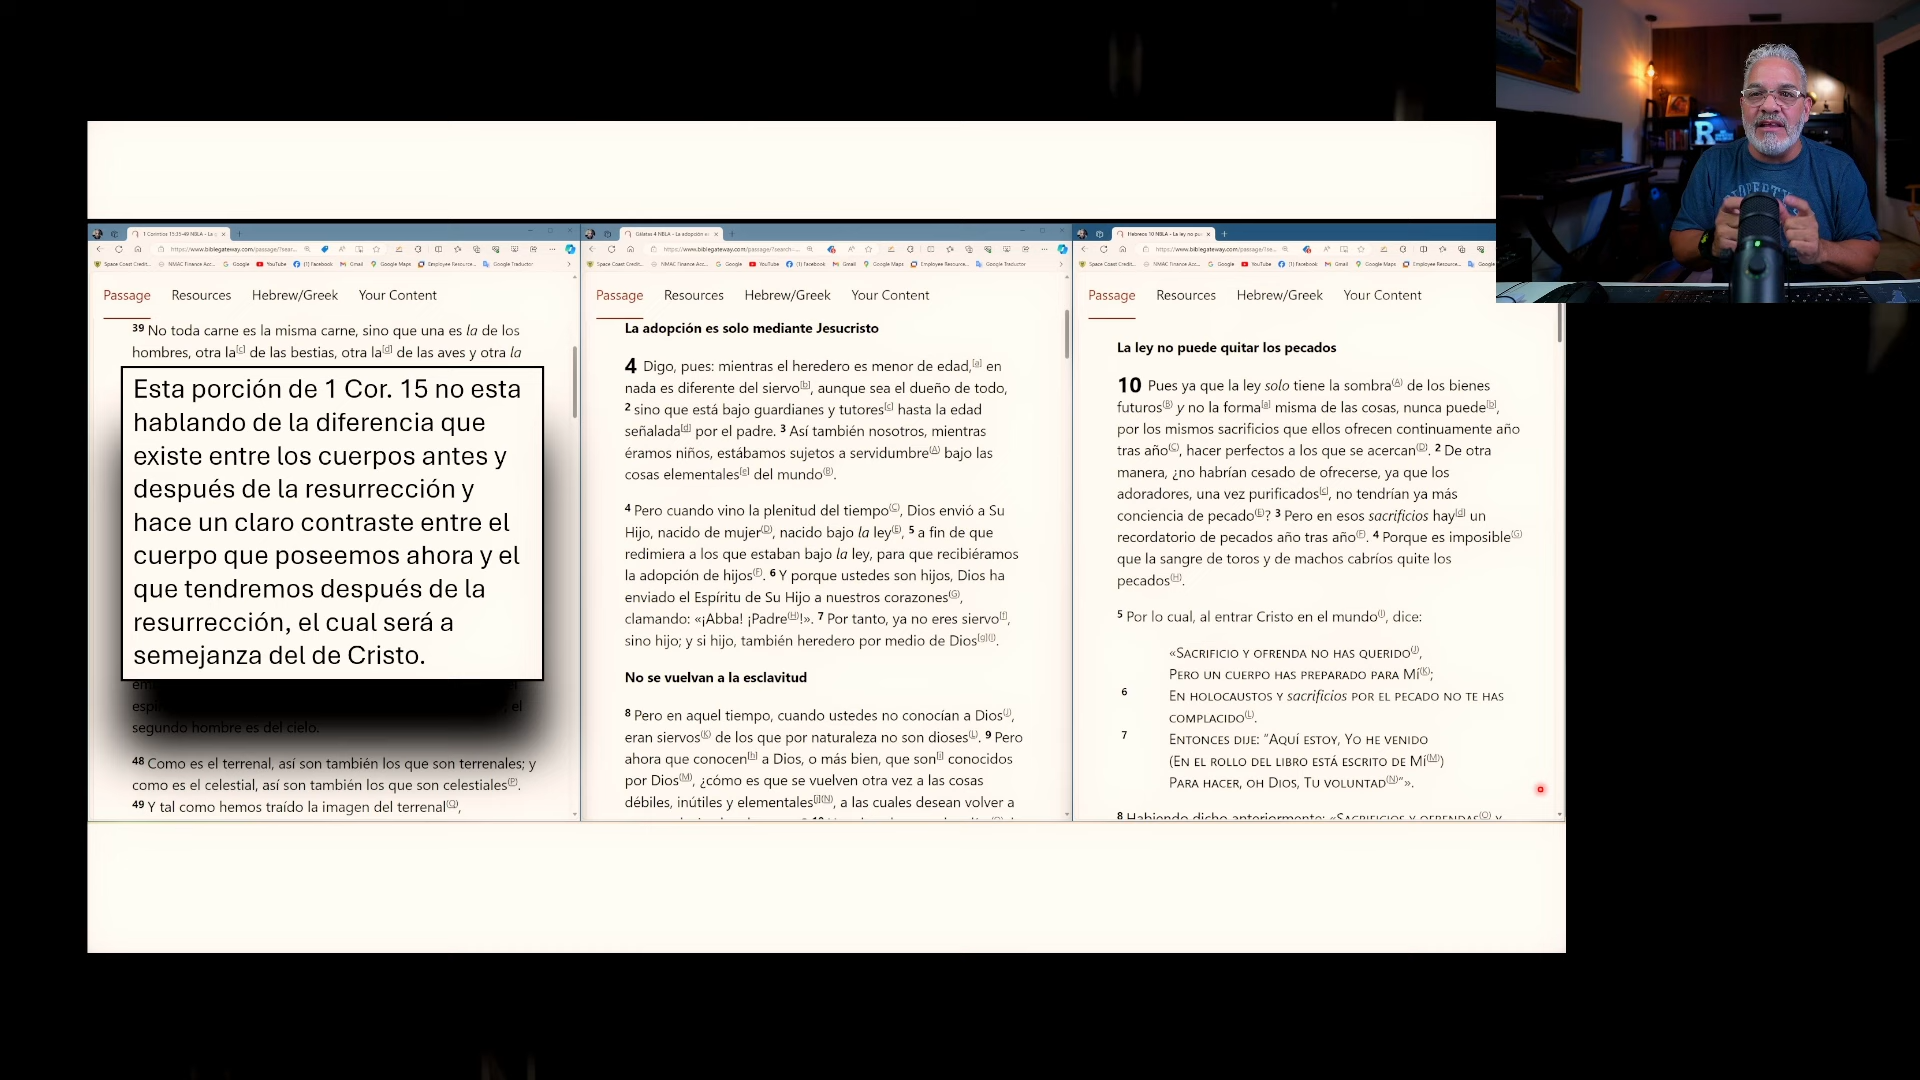 1 Corintios 15:35-49 NBLA - La
Passage Resources Hebrew/Greek Your Content
39 No toda carne es la misma carne, sino que una es la de los
hombres, otra la[c] de las bestias, otra la[d] de las aves y otra la
Esta porción de 1 Cor. 15 no esta
hablando de la diferencia que
existe entre los cuerpos antes y
después de la resurrección y
hace un claro contraste entre el
cuerpo que poseemos ahora y el
que tendremos después de la
resurrección, el cual será a
semejanza del de Cristo.
segundo hombre es del cielo.
48 Como es el terrenal, así son también los que son terrenales; y
como es el celestial, así son también los que son celestiales(P).
49 Y tal como hemos traído la imagen del terrenal(Q),
Gálatas 4 NBLA - La adopción
Passage Resources Hebrew/Greek Your Content
La adopción es solo mediante Jesucristo
4 Digo, pues: mientras el heredero es menor de edad,[a] en
nada es diferente del siervo[b], aunque sea el dueño de todo,
2 sino que está bajo guardianes y tutores[c] hasta la edad
señalada[d] por el padre. 3 Así también nosotros, mientras
éramos niños, estábamos sujetos a servidumbre(A) bajo las
cosas elementales[e] del mundo(B).
4 Pero cuando vino la plenitud del tiempo(C), Dios envió a Su
Hijo, nacido de mujer(D), nacido bajo la ley(E), 5 a fin de que
redimiera a los que estaban bajo la ley, para que recibiéramos
la adopción de hijos(F). 6 Y porque ustedes son hijos, Dios ha
enviado el Espíritu de Su Hijo a nuestros corazones(G),
clamando: «¡Abba! ¡Padre(H)!». 7 Por tanto, ya no eres siervo[f],
sino hijo; y si hijo, también heredero por medio de Dios[g](I).
No se vuelvan a la esclavitud
8 Pero en aquel tiempo, cuando ustedes no conocían a Dios(J),
eran siervos(K) de los que por naturaleza no son dioses(L). 9 Pero
ahora que conocen[h] a Dios, o más bien, que son[i] conocidos
por Dios(M), ¿cómo es que se vuelven otra vez a las cosas
débiles, inútiles y elementales[j](N), a las cuales desean volver a
Hebreos 10 NBLA - La ley no
Passage Resources Hebrew/Greek Your Content
La ley no puede quitar los pecados
10 Pues ya que la ley solo tiene la sombra(A) de los bienes
futuros(B) y no la forma[a] misma de las cosas, nunca puede[b],
por los mismos sacrificios que ellos ofrecen continuamente año
tras año(C), hacer perfectos a los que se acercan(D). 2 De otra
manera, ¿no habrían cesado de ofrecerse, ya que los
adoradores, una vez purificados[c], no tendrían ya más
conciencia de pecado(E)? 3 Pero en esos sacrificios hay[d] un
recordatorio de pecados año tras año(F). 4 Porque es imposible(G)
que la sangre de toros y de machos cabríos quite los
pecados(H).
5 Por lo cual, al entrar Cristo en el mundo(I), dice:
«Sacrificio y ofrenda no has querido(J),
Pero un cuerpo has preparado para Mí(K);
6 En holocaustos y sacrificios por el pecado no te has
complacido(L).
7 Entonces dije: “Aquí estoy, Yo he venido
(En el rollo del libro está escrito de Mí(M))
Para hacer, oh Dios, Tu voluntad(N)”».
8 Habiendo dicho anteriormente: «Sacrificios y ofrendas(O) y